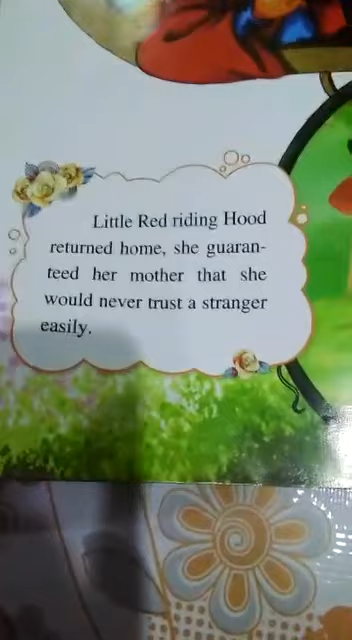 Little Red riding Hood
returned home, she guaran-
teed her mother that she
would never trust a stranger
easily.